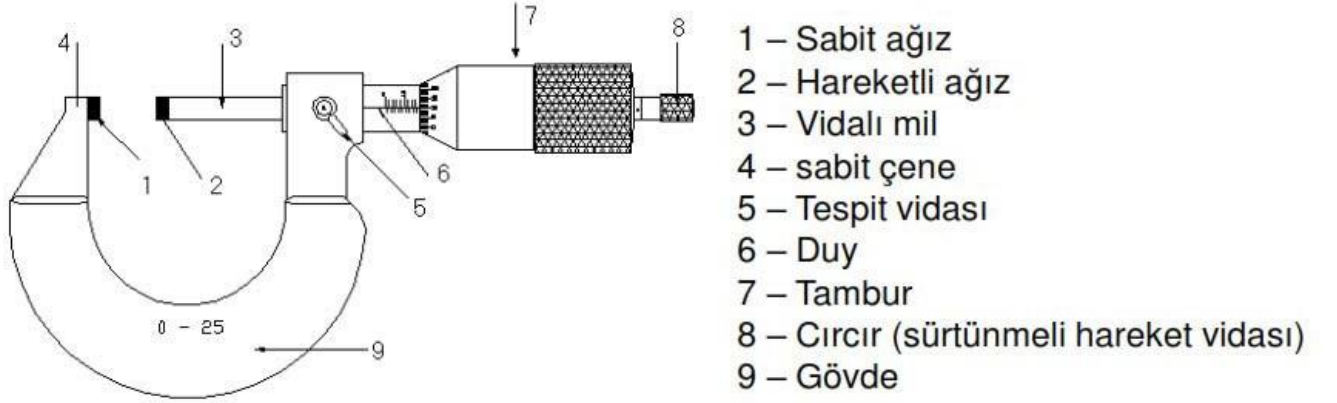 7
4
3
8
1
2
5
6
0 - 25
9
1 – Sabit ağız
2 – Hareketli ağız
3 – Vidalı mil
4 – sabit çene
5 – Tespit vidası
6 – Duy
7 – Tambur
8 – Cırcır (sürtünmeli hareket vidası)
9 – Gövde